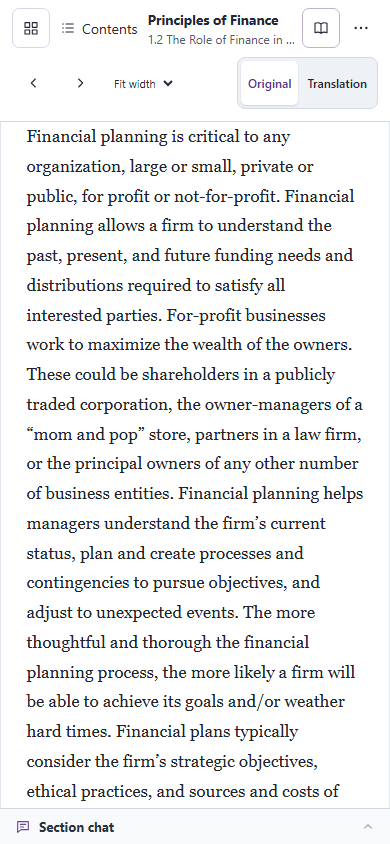 Contents
Principles of Finance
1.2 The Role of Finance in ...
Fit width
Original
Translation
Financial planning is critical to any
organization, large or small, private or
public, for profit or not-for-profit. Financial
planning allows a firm to understand the
past, present, and future funding needs and
distributions required to satisfy all
interested parties. For-profit businesses
work to maximize the wealth of the owners.
These could be shareholders in a publicly
traded corporation, the owner-managers of a
“mom and pop” store, partners in a law firm,
or the principal owners of any other number
of business entities. Financial planning helps
managers understand the firm’s current
status, plan and create processes and
contingencies to pursue objectives, and
adjust to unexpected events. The more
thoughtful and thorough the financial
planning process, the more likely a firm will
be able to achieve its goals and/or weather
hard times. Financial plans typically
consider the firm’s strategic objectives,
ethical practices, and sources and costs of
Section chat